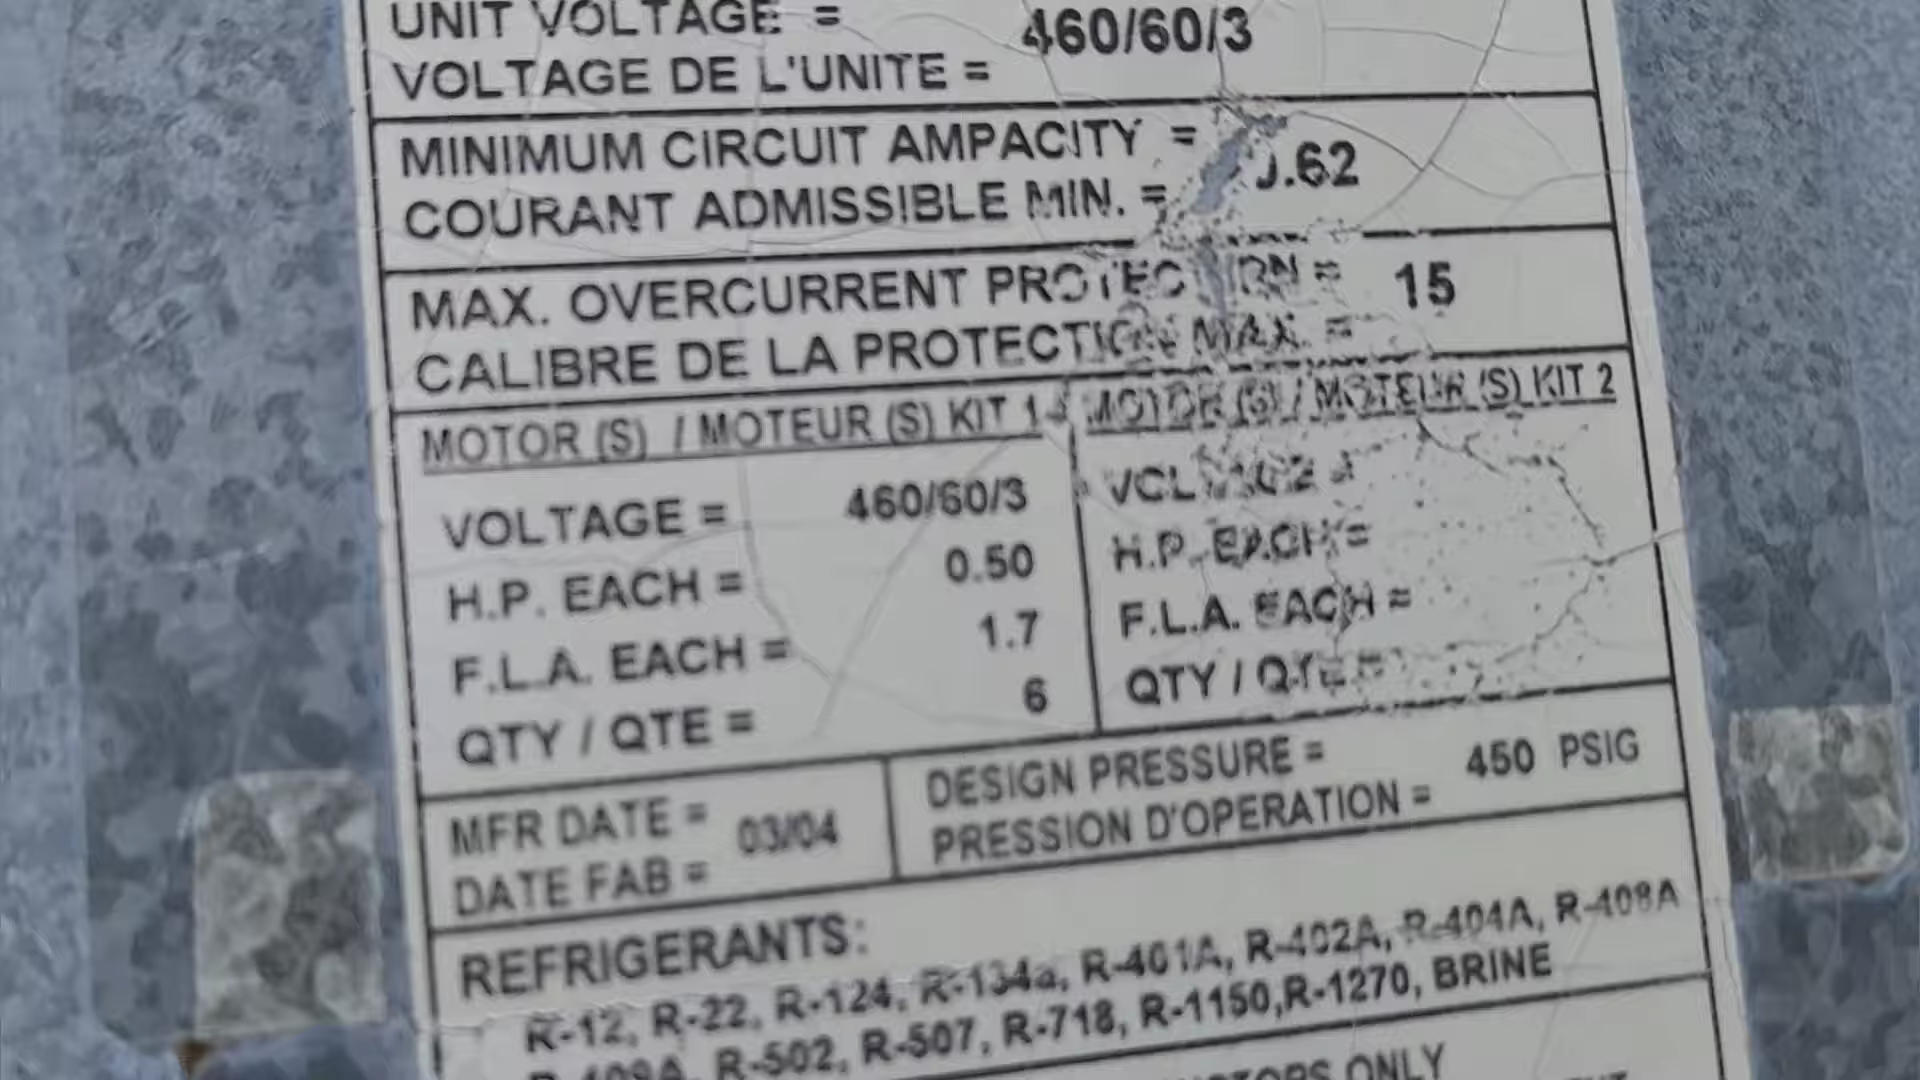 UNIT VOLTAGE = 460/60/3
VOLTAGE DE L'UNITE =
MINIMUM CIRCUIT AMPACITY = .62
COURANT ADMISSIBLE MIN. =
MAX. OVERCURRENT PROTECTION = 15
CALIBRE DE LA PROTECTION MAX. =
MOTOR (S) / MOTEUR (S) KIT 1
VOLTAGE = 460/60/3
H.P. EACH = 0.50
F.L.A. EACH = 1.7
QTY / QTE = 6
MOTOR (S) / MOTEUR (S) KIT 2
VOLTAGE =
H.P. EACH =
F.L.A. EACH =
QTY / QTE =
MFR DATE = 03/04
DATE FAB =
DESIGN PRESSURE = 450 PSIG
PRESSION D'OPERATION =
REFRIGERANTS:
R-12, R-22, R-124, R-134a, R-401A, R-402A, R-404A, R-408A
R-409A, R-502, R-507, R-718, R-1150,R-1270, BRINE
ONLY